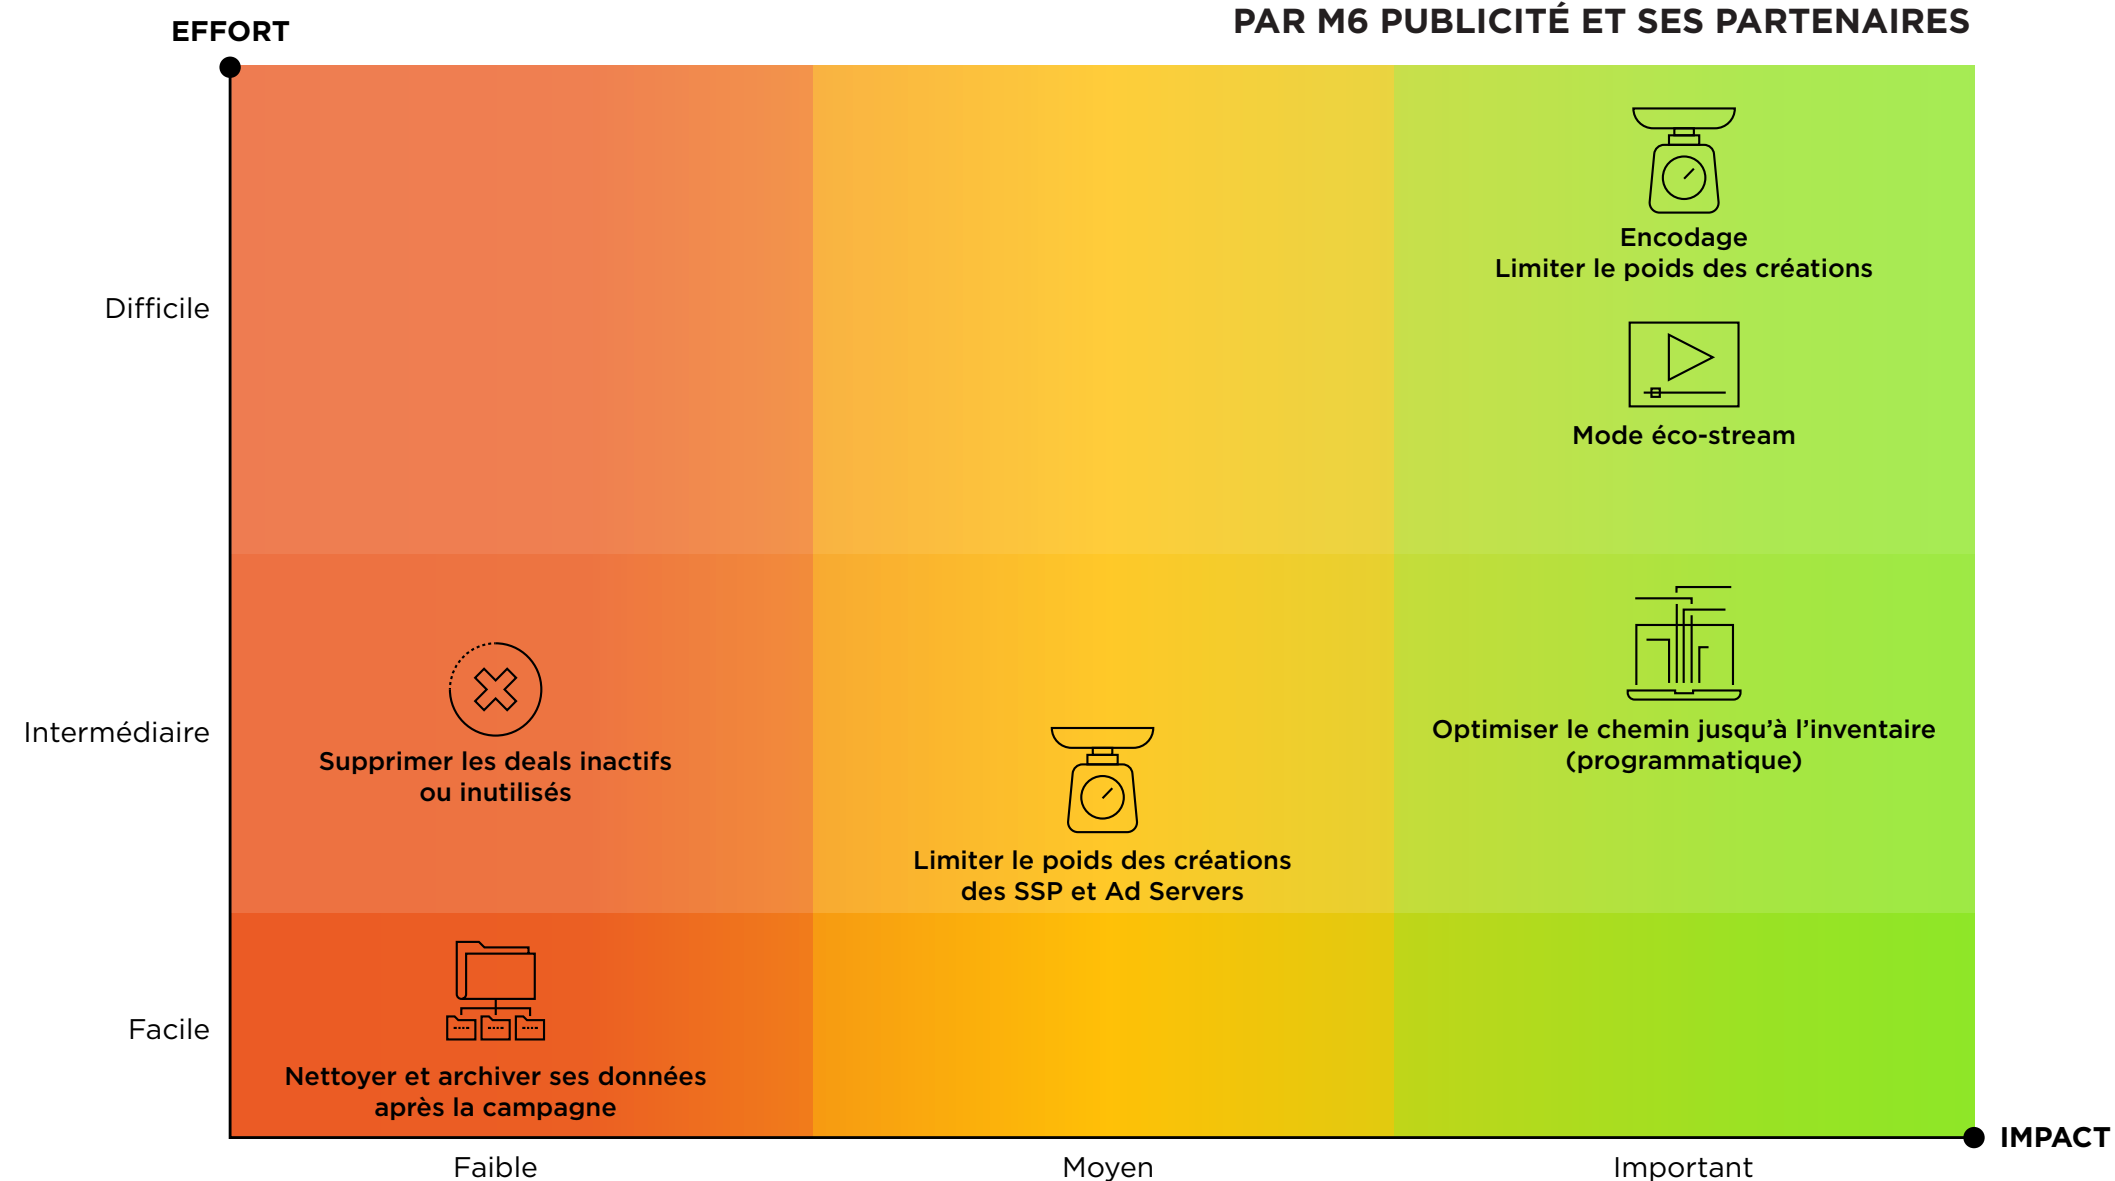 PAR M6 PUBLICITÉ ET SES PARTENAIRES
EFFORT
Encodage
Limiter le poids des créations
Difficile
Mode éco-stream
Intermédiaire
Supprimer les deals inactifs
ou inutilisés
Limiter le poids des créations
des SSP et Ad Servers
Optimiser le chemin jusqu’à l’inventaire
(programmatique)
Facile
Nettoyer et archiver ses données
après la campagne
IMPACT
Faible
Moyen
Important